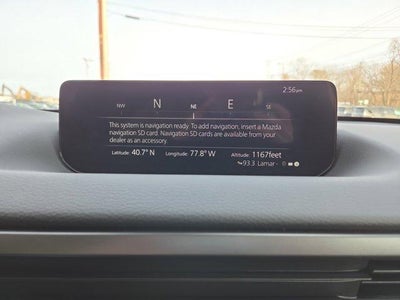 2:56pm
NW N NE E SE
This system is navigation ready. To add navigation, insert a Mazda
navigation SD card. Navigation SD cards are available from your
dealer as an accessory.
Latitude: 40.7° N Longitude: 77.8° W Altitude: 1167feet
93.3 Lamar